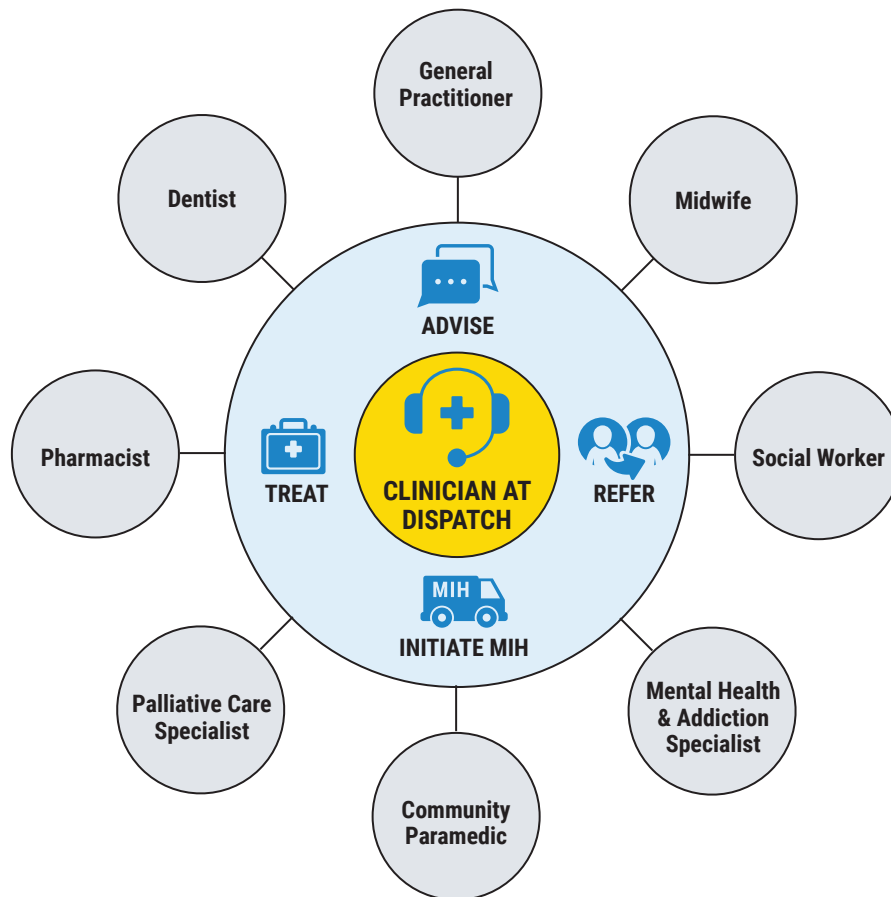 General
Practitioner
Dentist
Midwife
ADVISE
Pharmacist
TREAT
CLINICIAN AT
DISPATCH
REFER
Social Worker
MIH
INITIATE MIH
Palliative Care
Specialist
Mental Health
& Addiction
Specialist
Community
Paramedic